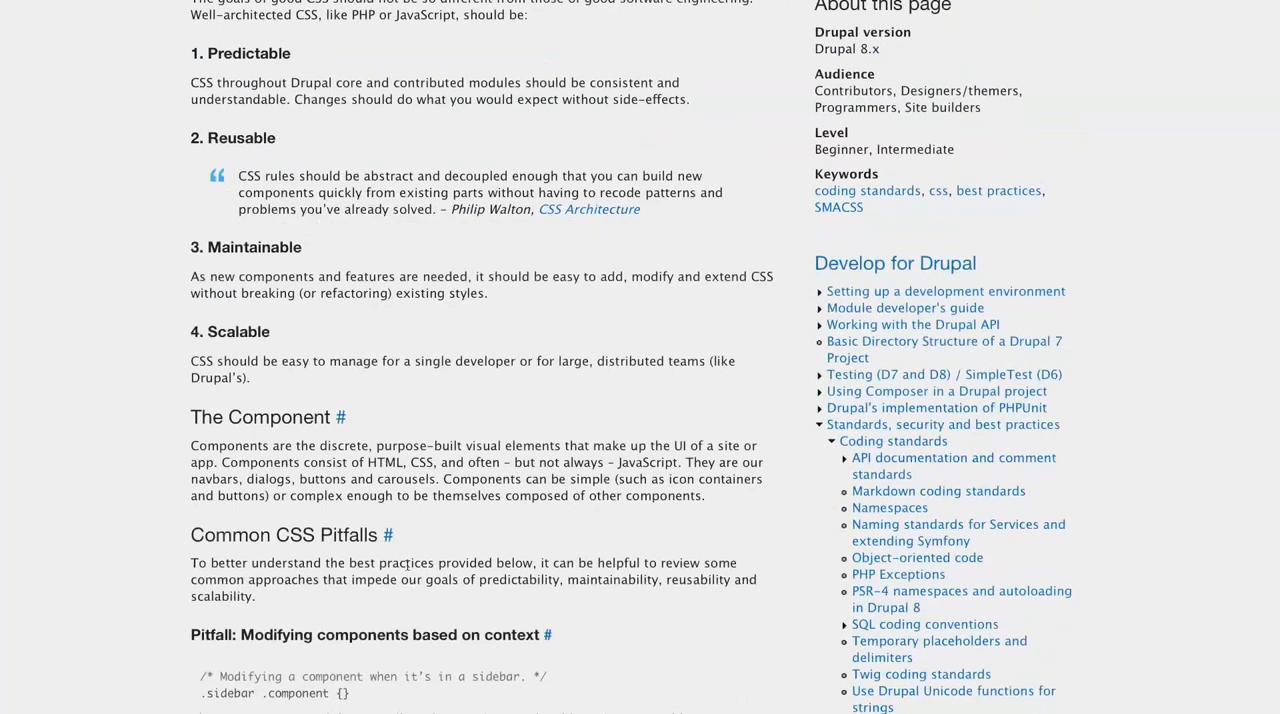 Well-architected CSS, like PHP or JavaScript, should be:
1. Predictable
CSS throughout Drupal core and contributed modules should be consistent and
understandable. Changes should do what you would expect without side-effects.
2. Reusable
“ CSS rules should be abstract and decoupled enough that you can build new
components quickly from existing parts without having to recode patterns and
problems you’ve already solved. – Philip Walton, CSS Architecture
3. Maintainable
As new components and features are needed, it should be easy to add, modify and extend CSS
without breaking (or refactoring) existing styles.
4. Scalable
CSS should be easy to manage for a single developer or for large, distributed teams (like
Drupal’s).
The Component #
Components are the discrete, purpose-built visual elements that make up the UI of a site or
app. Components consist of HTML, CSS, and often – but not always – JavaScript. They are our
navbars, dialogs, buttons and carousels. Components can be simple (such as icon containers
and buttons) or complex enough to be themselves composed of other components.
Common CSS Pitfalls #
To better understand the best practices provided below, it can be helpful to review some
common approaches that impede our goals of predictability, maintainability, reusability and
scalability.
Pitfall: Modifying components based on context #
/* Modifying a component when it’s in a sidebar. */
.sidebar .component {}
About this page
Drupal version
Drupal 8.x
Audience
Contributors, Designers/themers,
Programmers, Site builders
Level
Beginner, Intermediate
Keywords
coding standards, css, best practices,
SMACSS
Develop for Drupal
Setting up a development environment
Module developer's guide
Working with the Drupal API
Basic Directory Structure of a Drupal 7
Project
Testing (D7 and D8) / SimpleTest (D6)
Using Composer in a Drupal project
Drupal's implementation of PHPUnit
Standards, security and best practices
Coding standards
API documentation and comment
standards
Markdown coding standards
Namespaces
Naming standards for Services and
extending Symfony
Object-oriented code
PHP Exceptions
PSR-4 namespaces and autoloading
in Drupal 8
SQL coding conventions
Temporary placeholders and
delimiters
Twig coding standards
Use Drupal Unicode functions for
strings